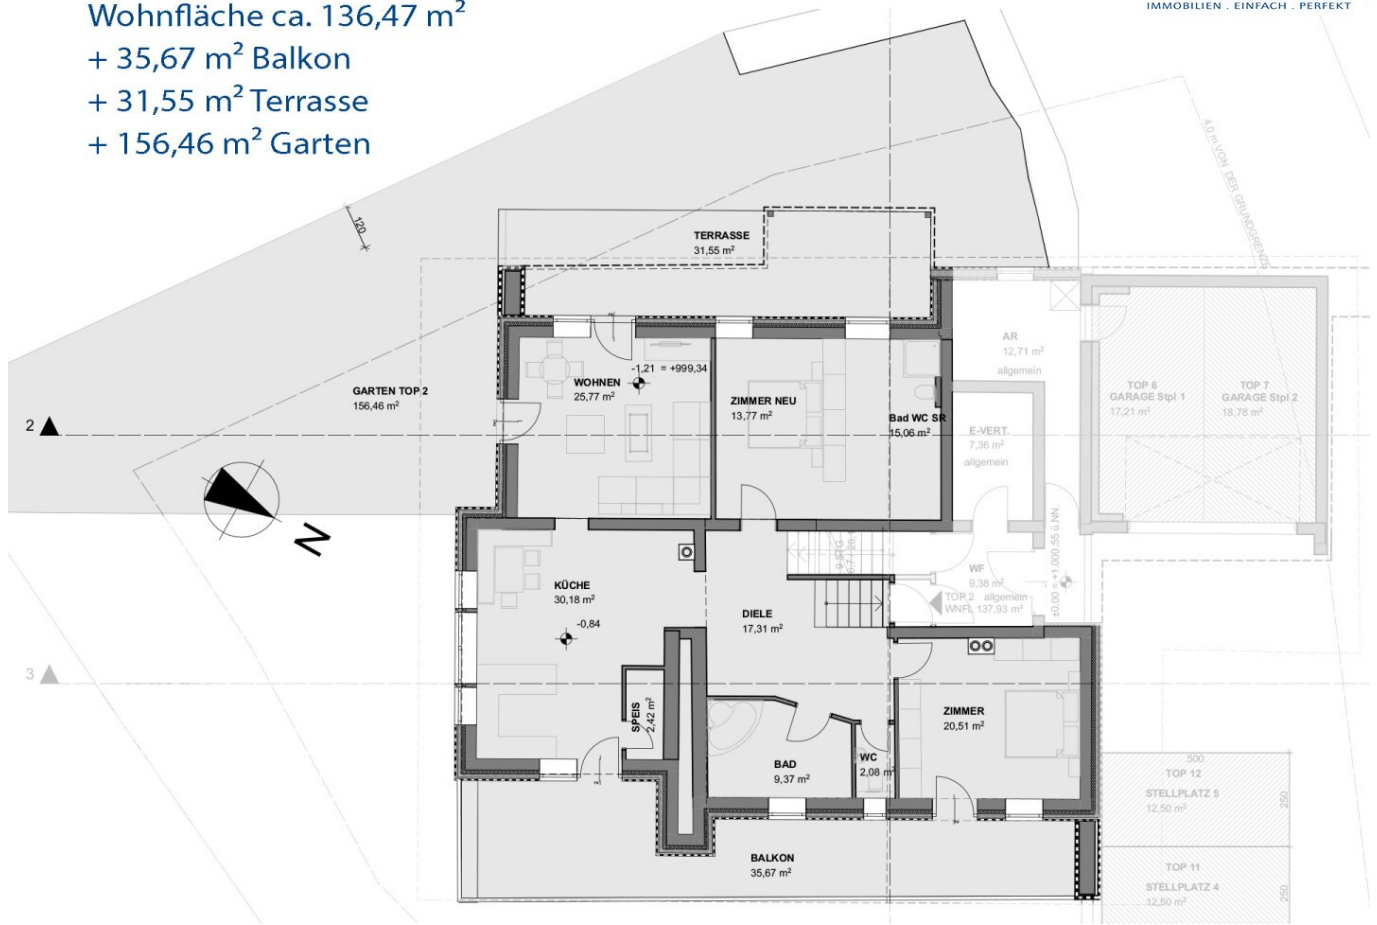 Wohnfläche ca. 136,47 m²
+ 35,67 m² Balkon
+ 31,55 m² Terrasse
+ 156,46 m² Garten
IMMOBILIEN . EINFACH . PERFEKT
4.0 m VON DER GRUNDGRENZE
120
TERRASSE
31,55 m²
AR
12,71 m²
allgemein
-1,21 = +999,34
WOHNEN
25,77 m²
GARTEN TOP 2
156,46 m²
ZIMMER NEU
13,77 m²
Bad WC SR
15,06 m²
TOP 6
GARAGE Stpl 1
17,21 m²
TOP 7
GARAGE Stpl 2
18,78 m²
2
E-VERT.
7,36 m²
allgemein
N
±0,00 = +1.000,55 ü.NN.
9 STG
WF
9,38 m²
allgemein
TOP 2
WNFL 137,93 m²
KÜCHE
30,18 m²
-0,84
DIELE
17,31 m²
3
SPEIS
2,42 m²
ZIMMER
20,51 m²
BAD
9,37 m²
WC
2,08 m²
500
TOP 12
STELLPLATZ 5
12,50 m²
250
BALKON
35,67 m²
TOP 11
STELLPLATZ 4
12,50 m²
250